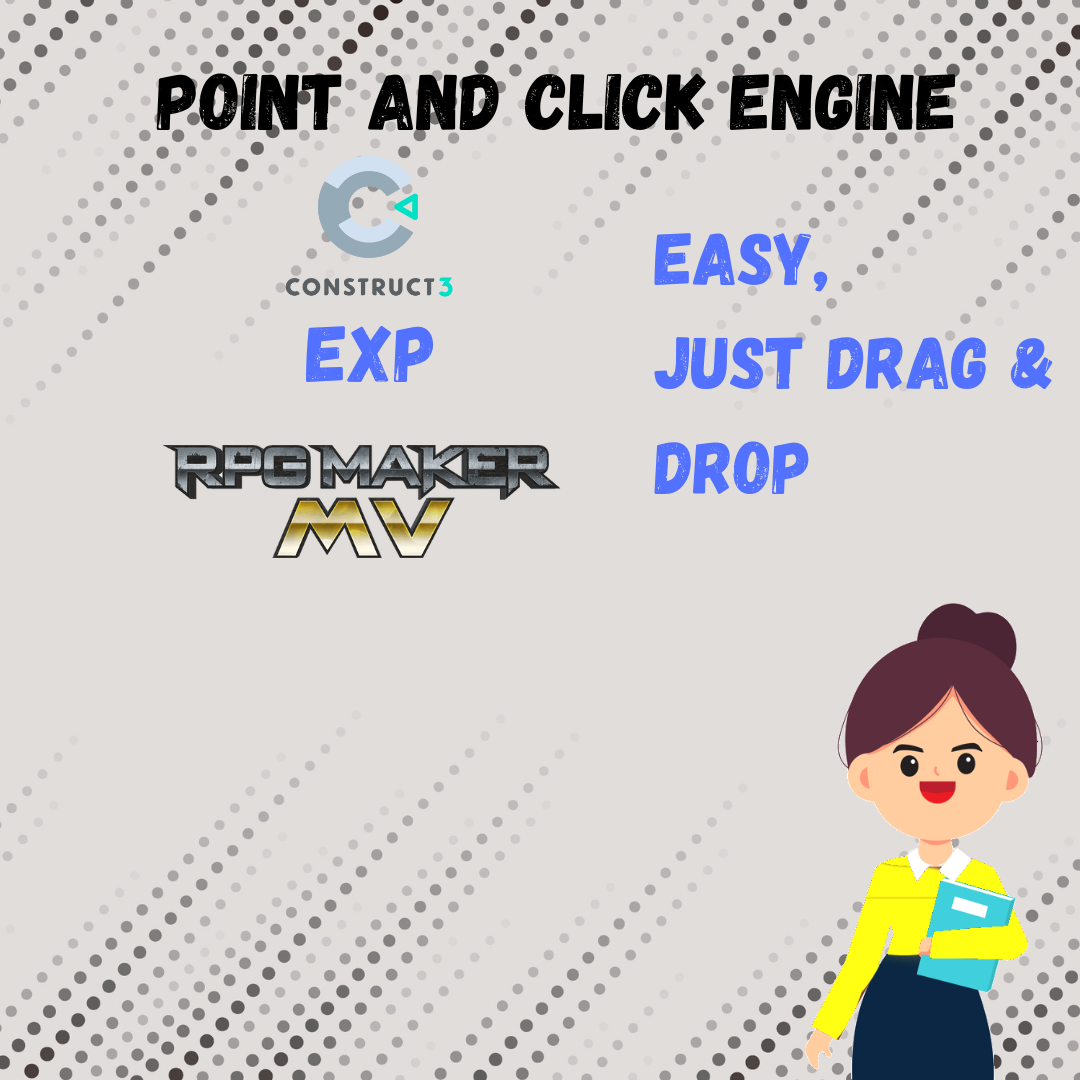 POINT AND CLICK ENGINE
CONSTRUCT3
EXP
RPG MAKER
MV
EASY,
JUST DRAG &
DROP